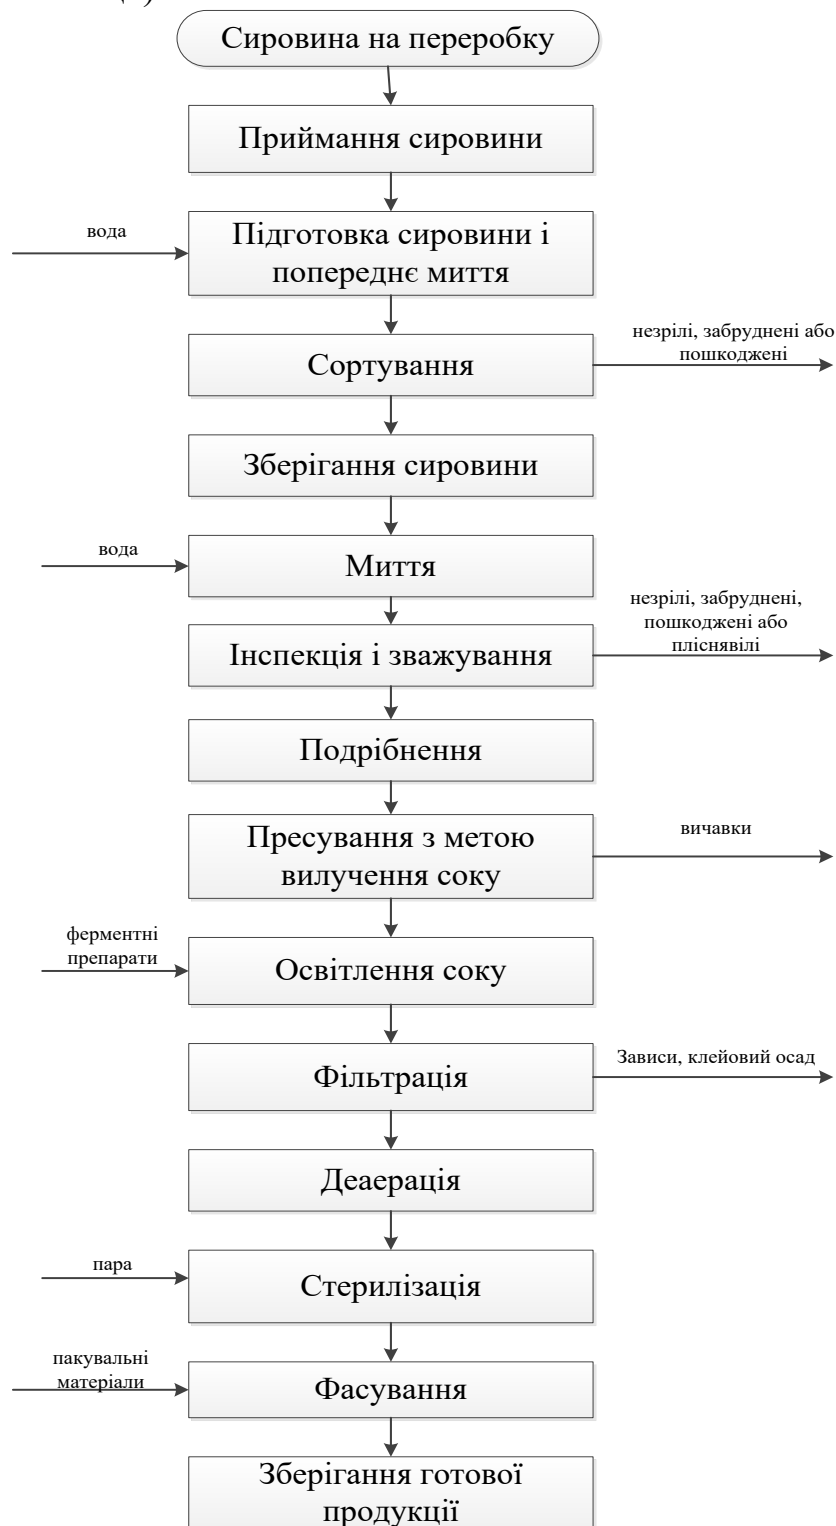 Сировина на переробку
Приймання сировини
вода
Підготовка сировини і
попереднє миття
Сортування
незрілі, забруднені або
пошкоджені
Зберігання сировини
вода
Миття
Інспекція і зважування
незрілі, забруднені,
пошкоджені або
пліснявілі
Подрібнення
Пресування з метою
вилучення соку
вичавки
ферментні
препарати
Освітлення соку
Фільтрація
Зависи, клейовий осад
Деаерація
пара
Стерилізація
пакувальні
матеріали
Фасування
Зберігання готової
продукції